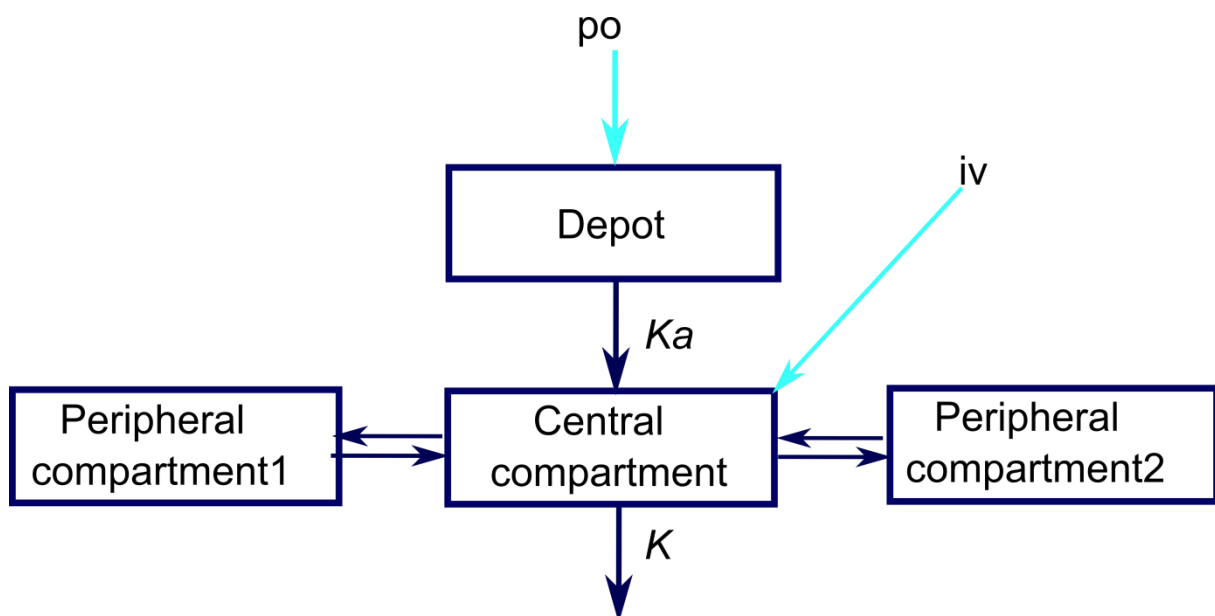 po
iv
Depot
Ka
Peripheral
compartment1
Central
compartment
Peripheral
compartment2
K